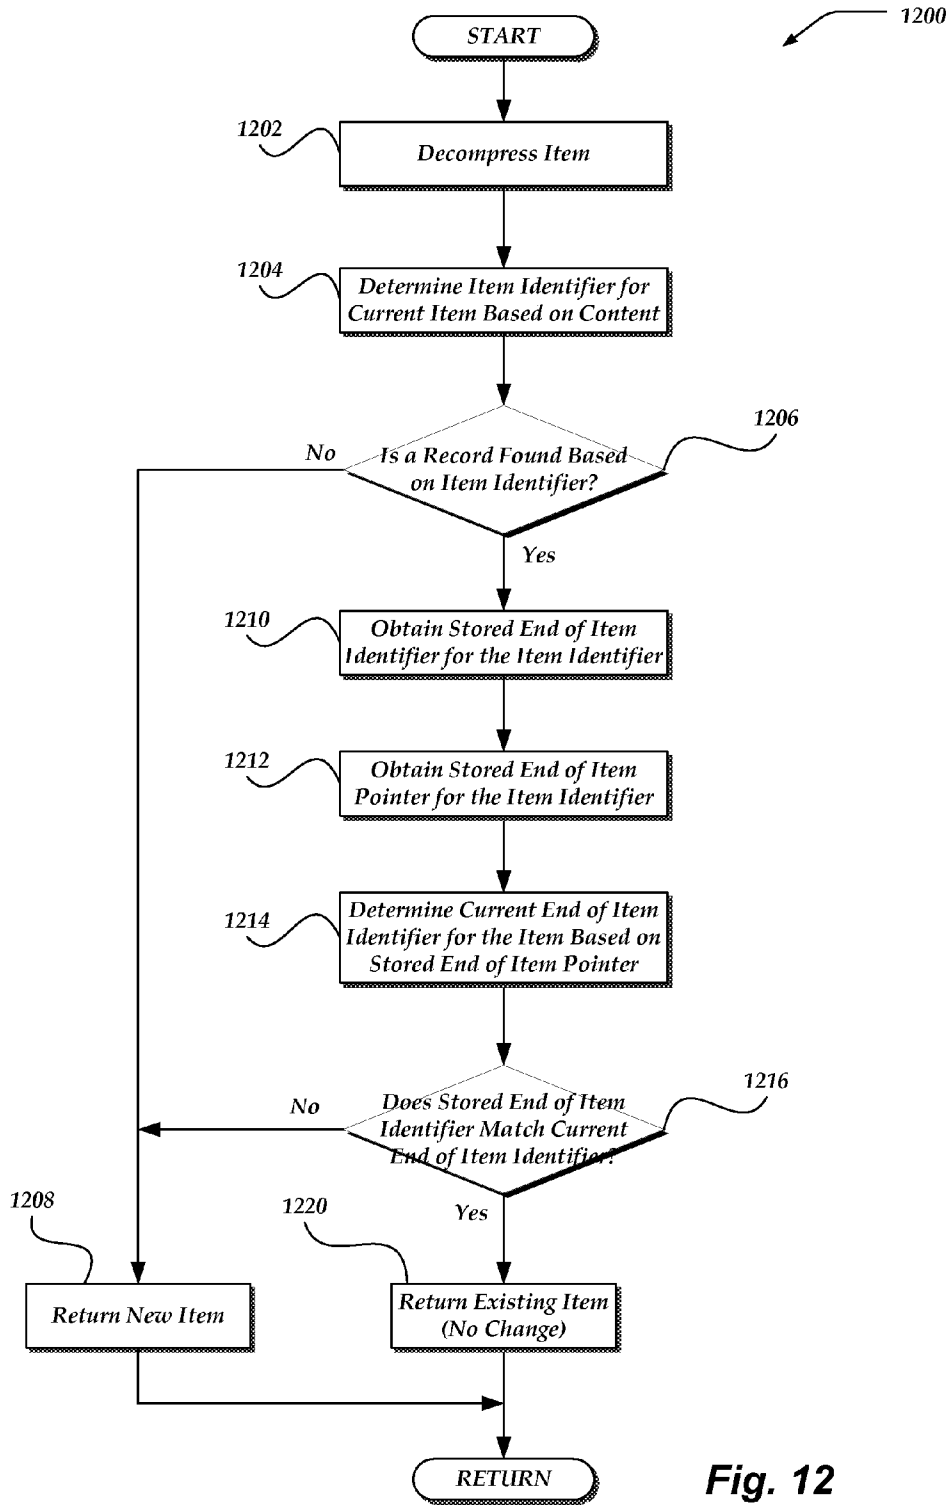 START
1200
1202
Decompress Item
1204
Determine Item Identifier for
Current Item Based on Content
1206
No
Is a Record Found Based
on Item Identifier?
Yes
1210
Obtain Stored End of Item
Identifier for the Item Identifier
1212
Obtain Stored End of Item
Pointer for the Item Identifier
1214
Determine Current End of Item
Identifier for the Item Based on
Stored End of Item Pointer
1216
No
Does Stored End of Item
Identifier Match Current
End of Item Identifier?
Yes
1208
1220
Return New Item
Return Existing Item
(No Change)
RETURN
Fig. 12